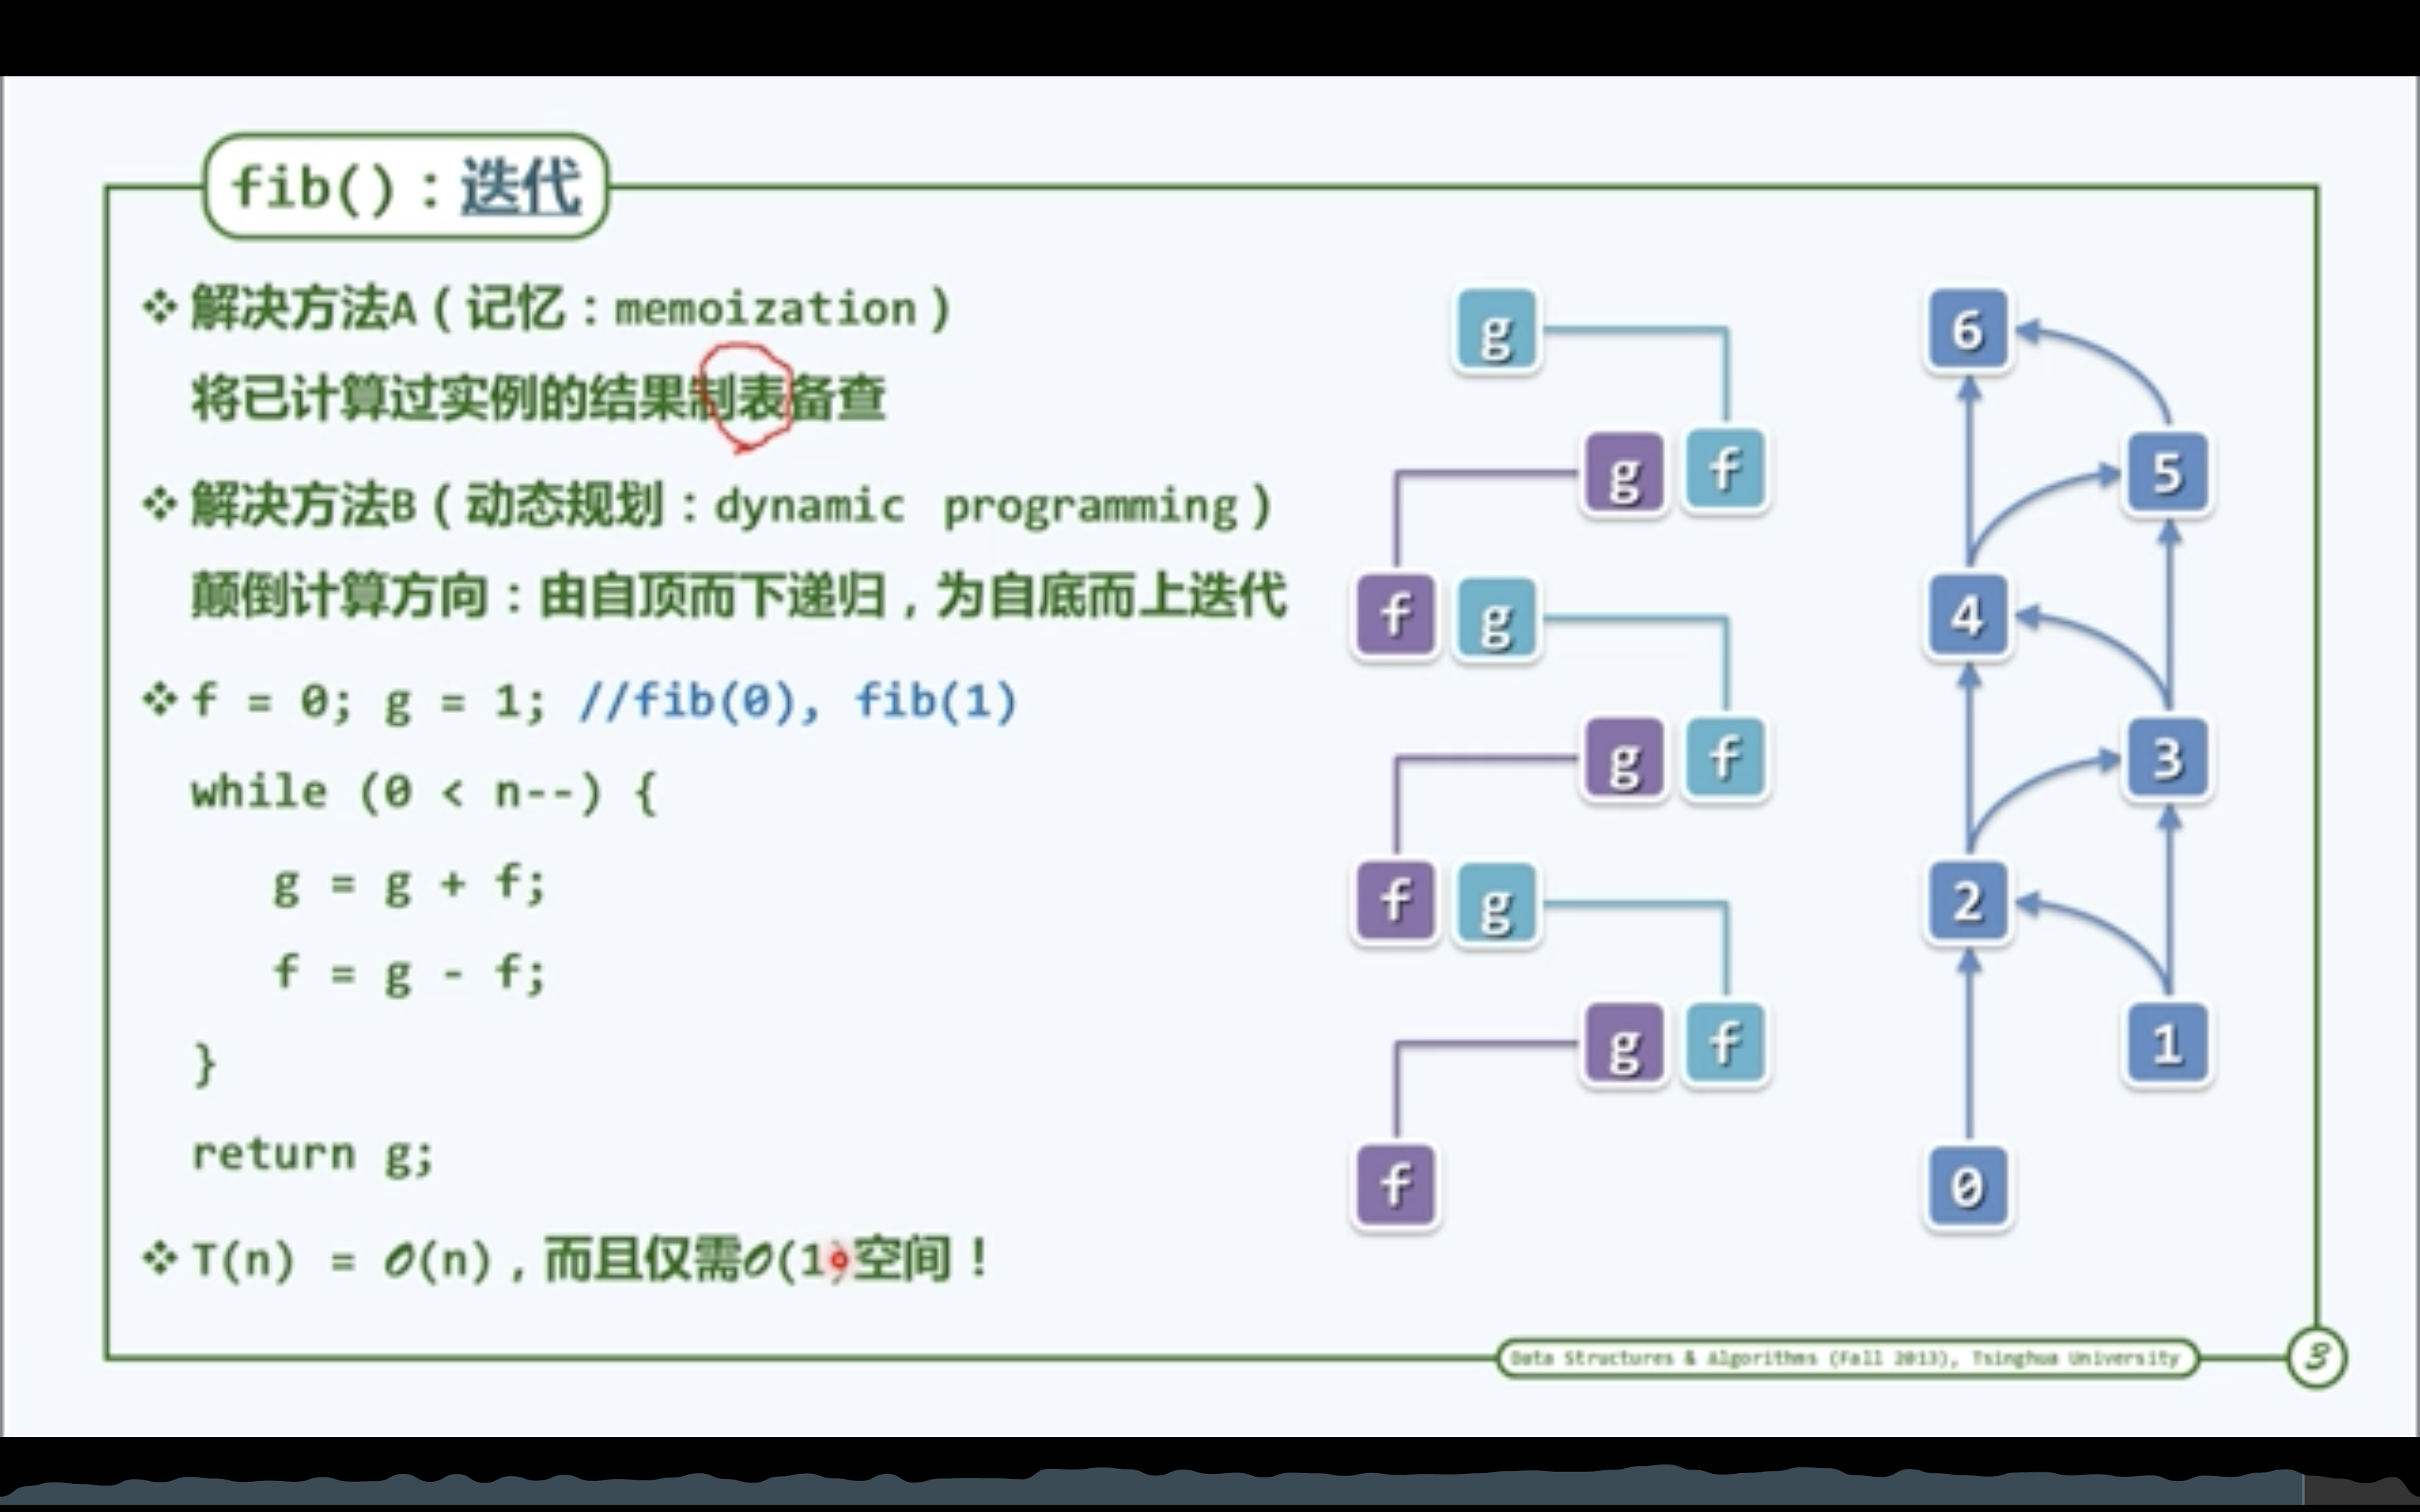 fib()：迭代
❖ 解决方法A（记忆：memoization）
将已计算过实例的结果制表备查
❖ 解决方法B（动态规划：dynamic programming）
颠倒计算方向：由自顶而下递归，为自底而上迭代
❖ f = 0; g = 1; //fib(0), fib(1)
while (0 < n--) {
g = g + f;
f = g - f;
}
return g;
❖ T(n) = O(n)，而且仅需O(1)空间！
g
g f
f g
g f
f g
g f
f
6
5
4
3
2
1
0
Data Structures & Algorithms (Fall 2013), Tsinghua University
3